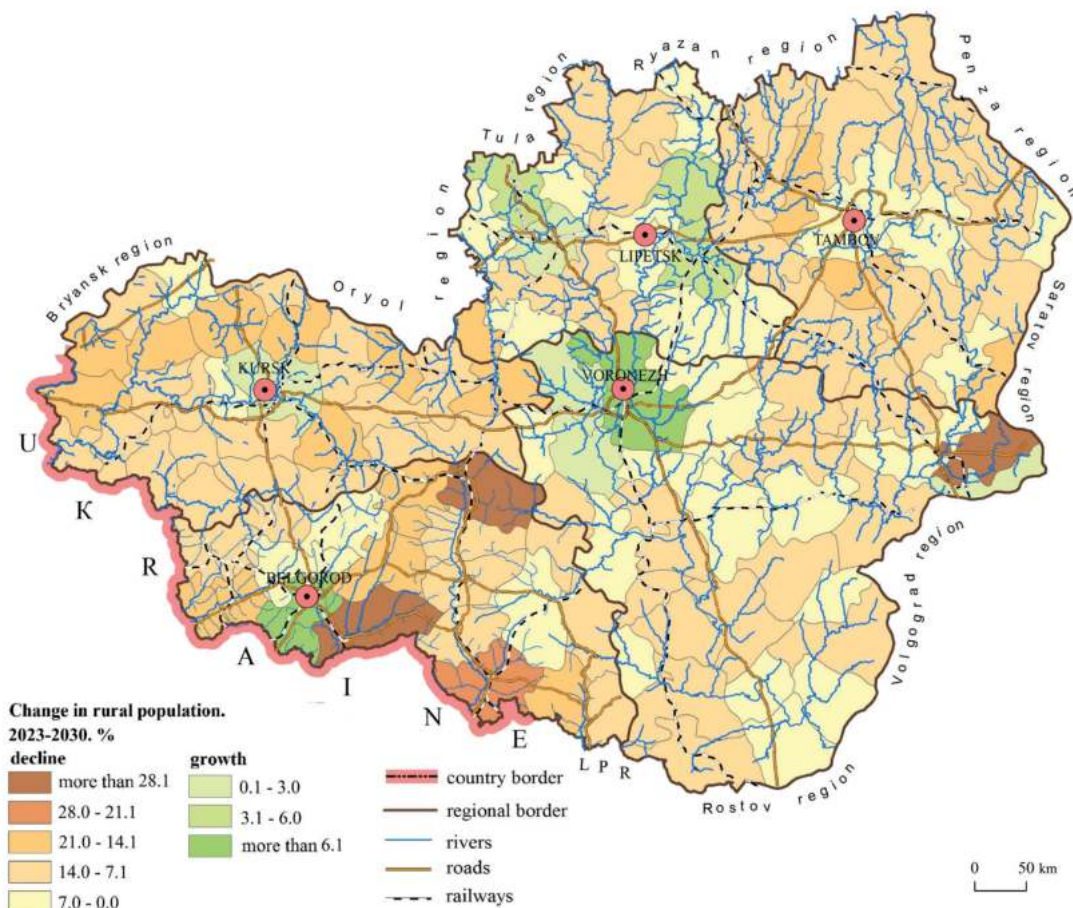 Ryazan region
Penza region
Tula region
TAMBOV
LIPETSK
Bryansk region
Oryol region
Saratov region
KURSK
VORONEZH
U
K
R
Volgograd region
BELGOROD
A
I
N
E
L P R
Rostov region
Change in rural population.
2023-2030. %
decline
more than 28.1
28.0 - 21.1
21.0 - 14.1
14.0 - 7.1
7.0 - 0.0
growth
0.1 - 3.0
3.1 - 6.0
more than 6.1
country border
regional border
rivers
roads
railways
0 50 km